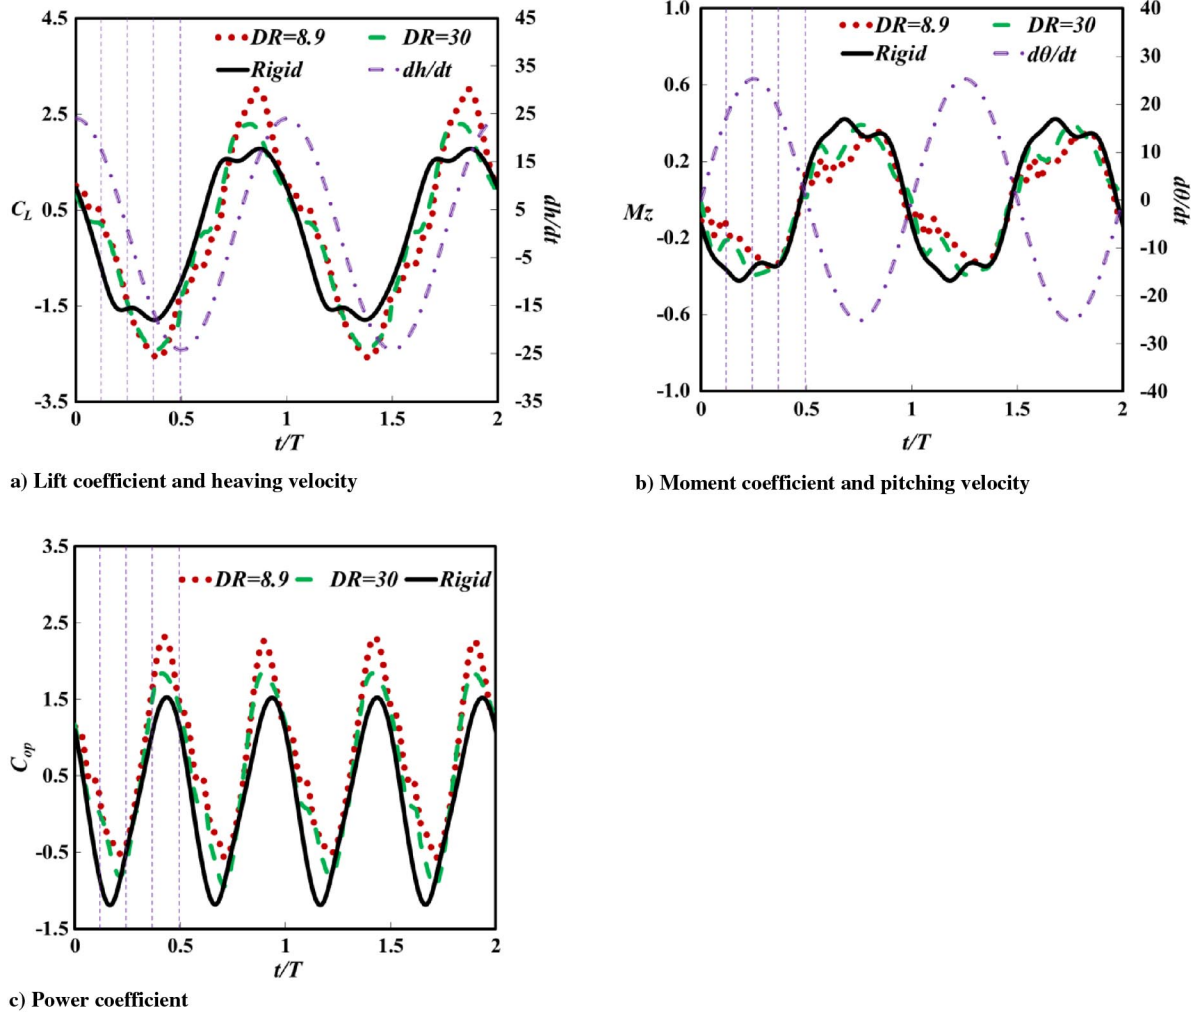 4.5
45
DR=8.9
DR=30
35
Rigid
dh/dt
2.5
25
15
C_L
0.5
5
dh/dt
-5
-1.5
-15
-25
-3.5
-35
0
0.5
1
1.5
2
t/T
a) Lift coefficient and heaving velocity
1.0
40
DR=8.9
DR=30
30
Rigid
dθ/dt
0.6
20
0.2
10
Mz
0
dθ/dt
-0.2
-10
-20
-0.6
-30
-1.0
-40
0
0.5
1
1.5
2
t/T
b) Moment coefficient and pitching velocity
3.5
DR=8.9
DR=30
Rigid
2.5
1.5
C_op
0.5
-0.5
-1.5
0
0.5
1
1.5
2
t/T
c) Power coefficient